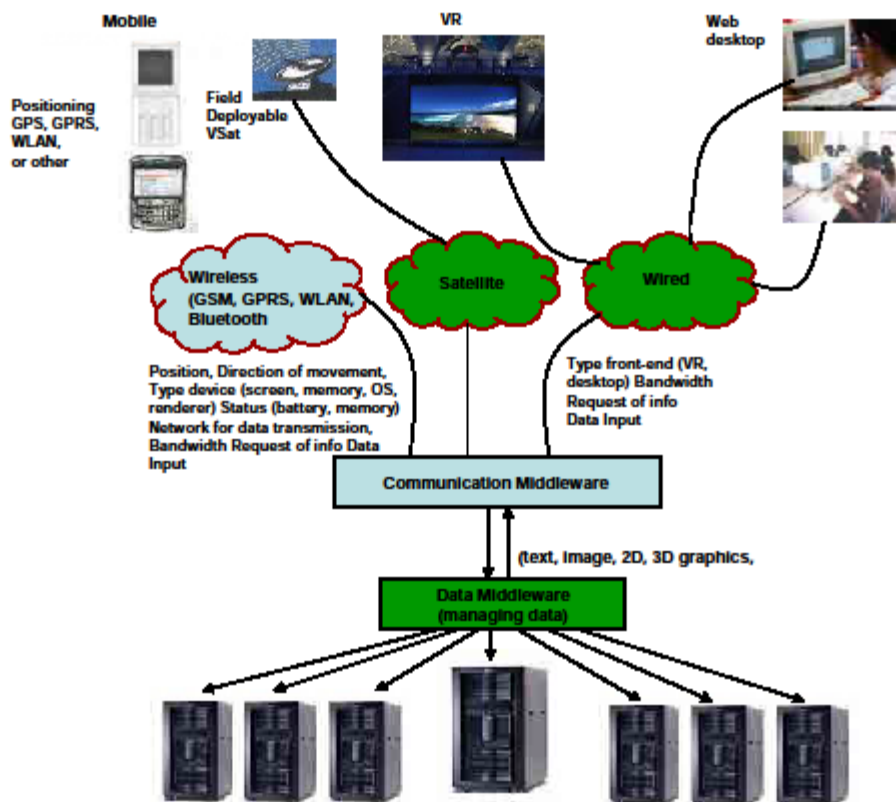 Mobile
VR
Web
desktop
Positioning
GPS, GPRS,
WLAN,
or other
Field
Deployable
VSat
Wireless
(GSM, GPRS, WLAN,
Bluetooth
Satellite
Wired
Position, Direction of movement,
Type device (screen, memory, OS,
renderer) Status (battery, memory)
Network for data transmission,
Bandwidth Request of info Data
Input
Type front-end (VR,
desktop) Bandwidth
Request of info
Data Input
Communication Middleware
(text, image, 2D, 3D graphics,
Data Middleware
(managing data)